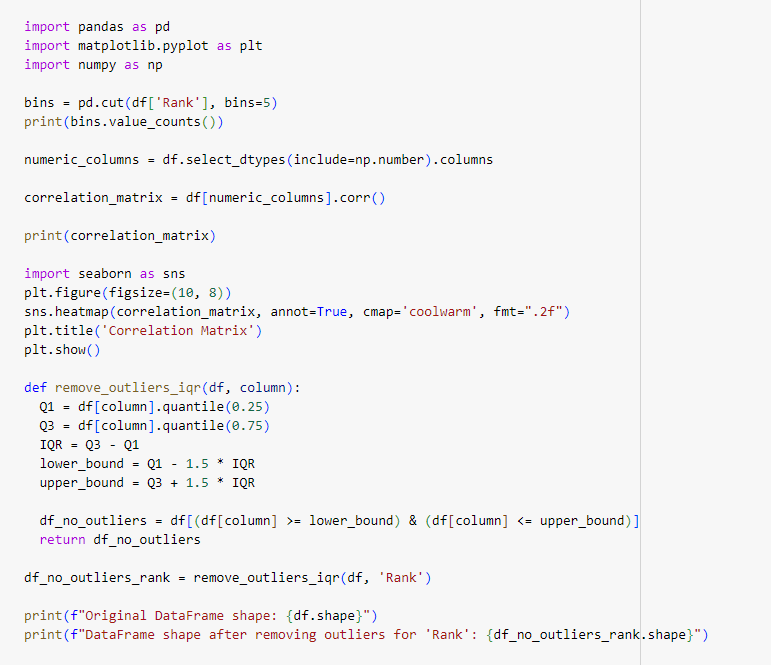 import pandas as pd
import matplotlib.pyplot as plt
import numpy as np
bins = pd.cut(df['Rank'], bins=5)
print(bins.value_counts())
numeric_columns = df.select_dtypes(include=np.number).columns
correlation_matrix = df[numeric_columns].corr()
print(correlation_matrix)
import seaborn as sns
plt.figure(figsize=(10, 8))
sns.heatmap(correlation_matrix, annot=True, cmap='coolwarm', fmt=".2f")
plt.title('Correlation Matrix')
plt.show()
def remove_outliers_iqr(df, column):
  Q1 = df[column].quantile(0.25)
  Q3 = df[column].quantile(0.75)
  IQR = Q3 - Q1
  lower_bound = Q1 - 1.5 * IQR
  upper_bound = Q3 + 1.5 * IQR
  df_no_outliers = df[(df[column] >= lower_bound) & (df[column] <= upper_bound)]
  return df_no_outliers
df_no_outliers_rank = remove_outliers_iqr(df, 'Rank')
print(f"Original DataFrame shape: {df.shape}")
print(f"DataFrame shape after removing outliers for 'Rank': {df_no_outliers_rank.shape}")